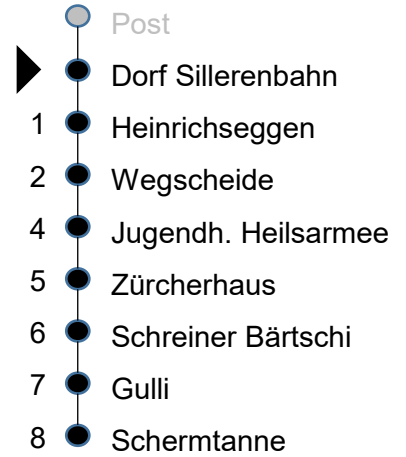 Post
Dorf Sillerenbahn
1 Heinrichseggen
2 Wegscheide
4 Jugendh. Heilsarmee
5 Zürcherhaus
6 Schreiner Bärtschi
7 Gulli
8 Schermtanne